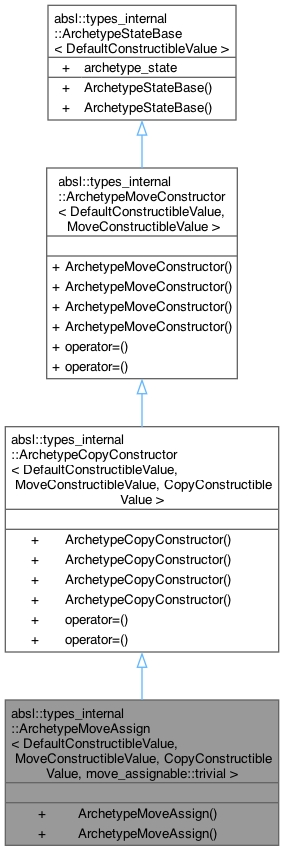 absl::types_internal
::ArchetypeStateBase
< DefaultConstructibleValue >
+ archetype_state
+ ArchetypeStateBase()
+ ArchetypeStateBase()
absl::types_internal
::ArchetypeMoveConstructor
< DefaultConstructibleValue,
MoveConstructibleValue >
+ ArchetypeMoveConstructor()
+ ArchetypeMoveConstructor()
+ ArchetypeMoveConstructor()
+ ArchetypeMoveConstructor()
+ operator=()
+ operator=()
absl::types_internal
::ArchetypeCopyConstructor
< DefaultConstructibleValue,
MoveConstructibleValue, CopyConstructible
Value >
+ ArchetypeCopyConstructor()
+ ArchetypeCopyConstructor()
+ ArchetypeCopyConstructor()
+ ArchetypeCopyConstructor()
+ operator=()
+ operator=()
absl::types_internal
::ArchetypeMoveAssign
< DefaultConstructibleValue,
MoveConstructibleValue, CopyConstructible
Value, move_assignable::trivial >
+ ArchetypeMoveAssign()
+ ArchetypeMoveAssign()